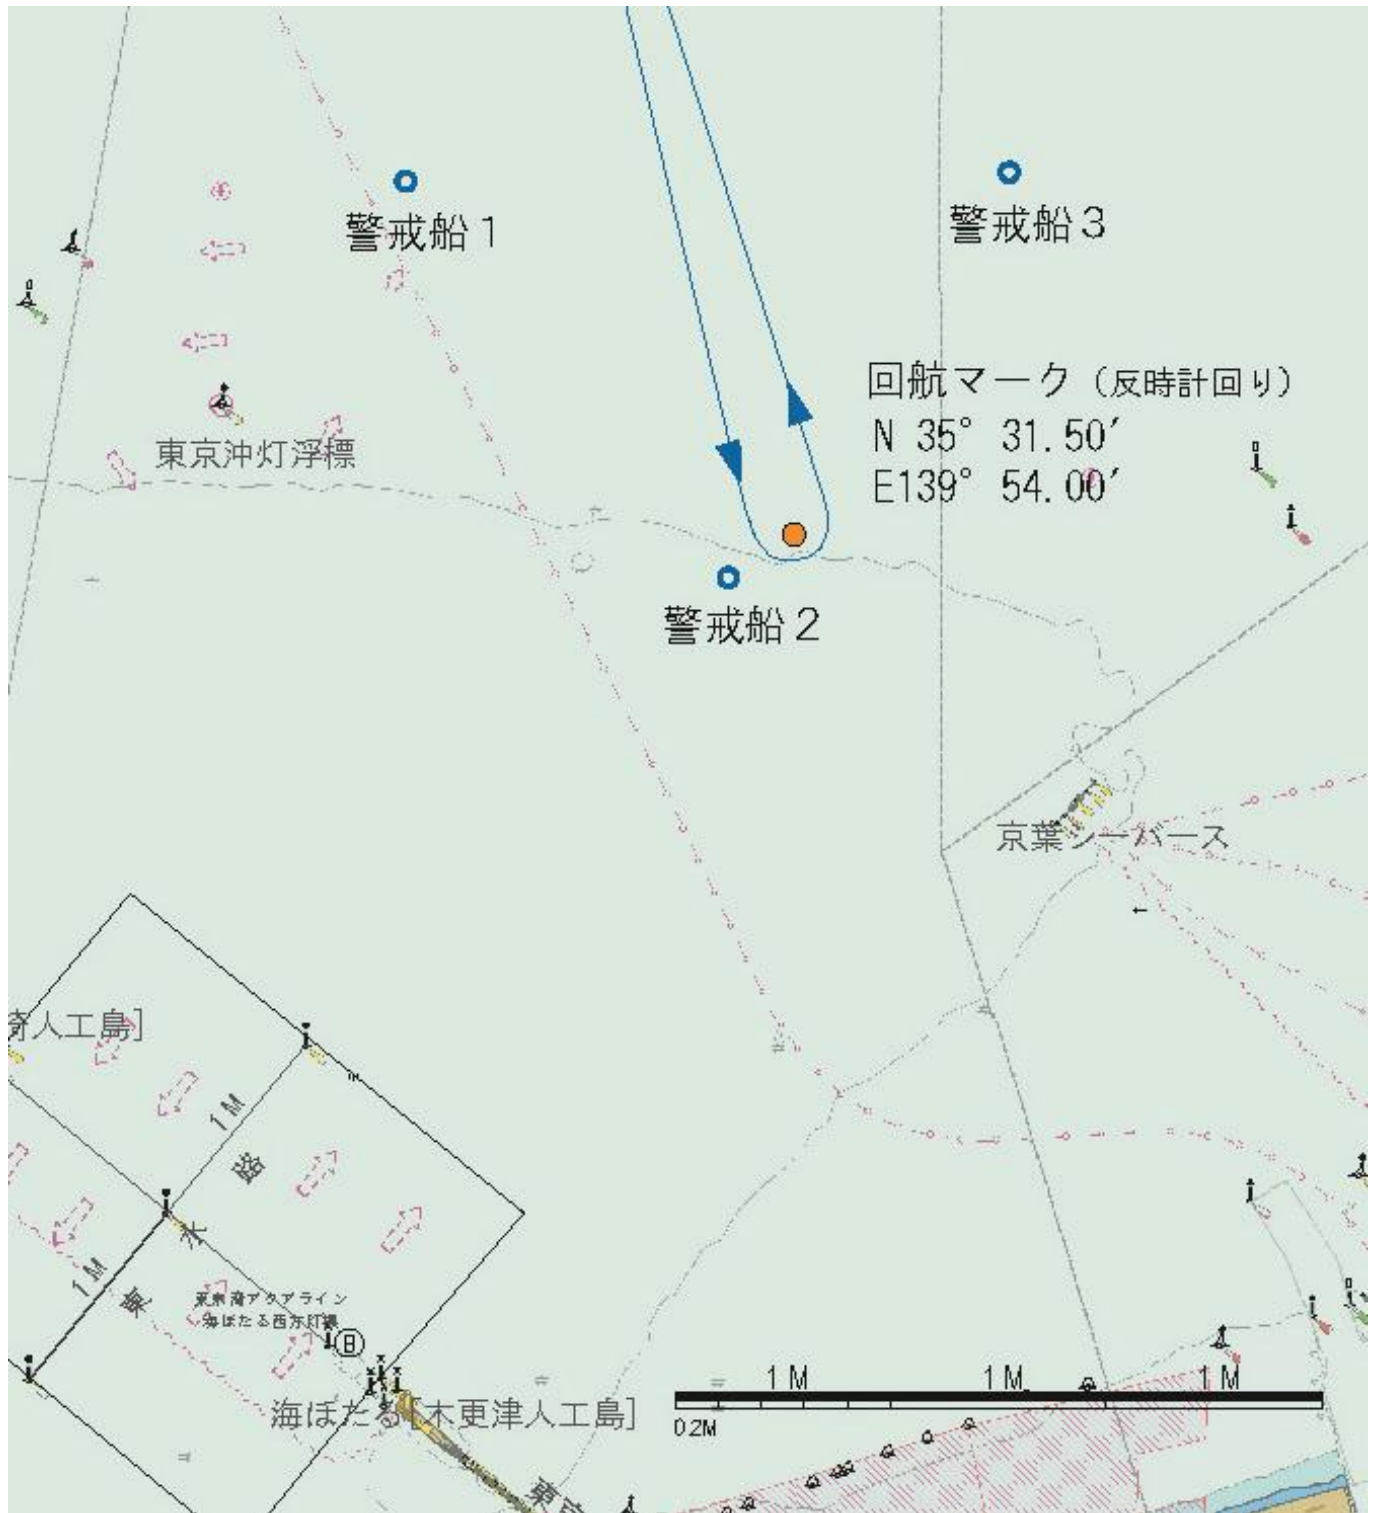 警戒船1
警戒船3
回航マーク（反時計回り）
N 35° 31.50′
E139° 54.00′
東京沖灯浮標
警戒船2
京葉シーバース
人工島]
1M
路
水
1M
東
東京湾アクアライン
海ほたる西方灯標
海ほたる[木更津人工島]
1M 1M 1M
0.2M